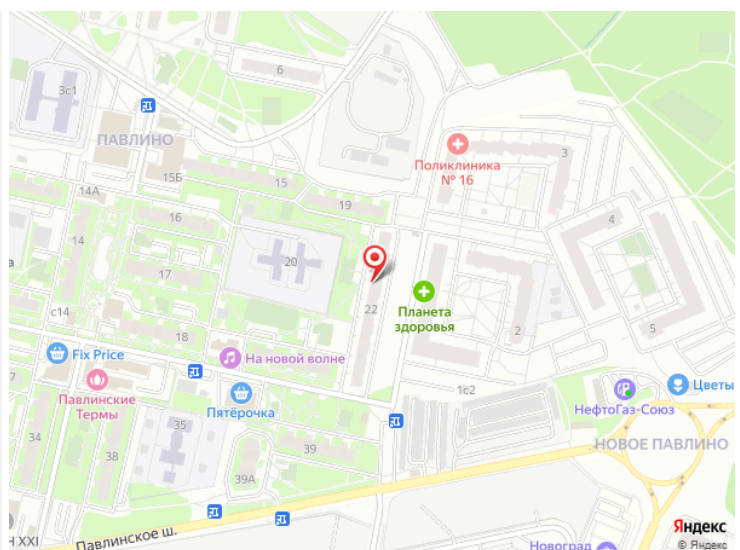 6
3с1
ПАВЛИНО
Поликлиника
№ 16
3
15Б
15
14А
19
16
4
14
20
а
17
Планета
здоровья
с14
22
2
5
18
Fix Price
На новой волне
Павлинские
Термы
Пятёрочка
1с2
НефтоГаз-Союз
Цветы
35
34
38
39
НОВОЕ ПАВЛИНО
39А
Павлинское ш.
Н XXI
Новоград
Яндекс
© Яндекс